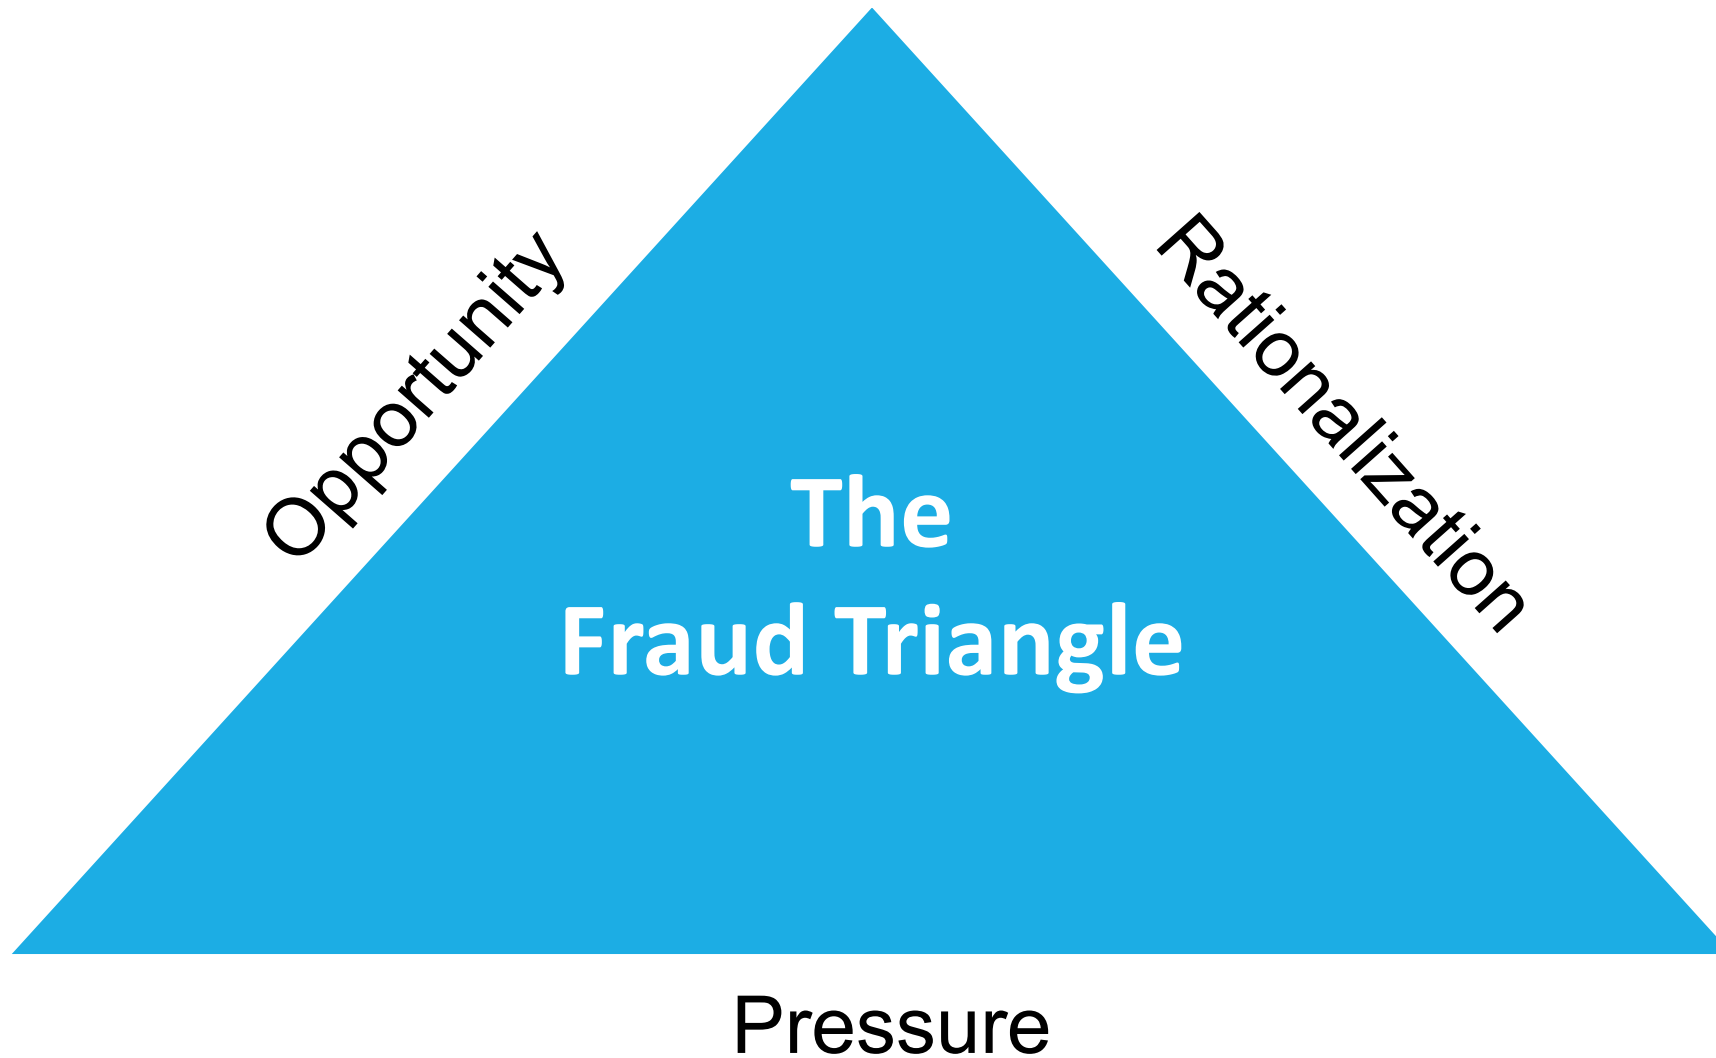 Opportunity
Rationalization
The
Fraud Triangle
Pressure